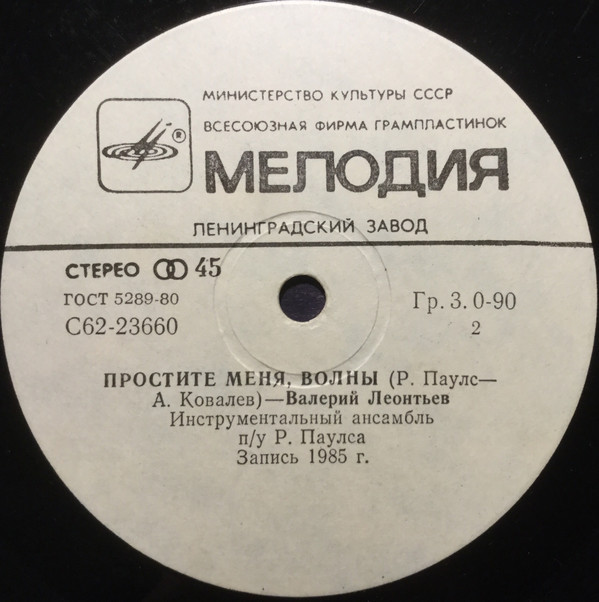 МИНИСТЕРСТВО КУЛЬТУРЫ СССР
ВСЕСОЮЗНАЯ ФИРМА ГРАМПЛАСТИНОК
®
МЕЛОДИЯ
ЛЕНИНГРАДСКИЙ ЗАВОД
СТЕРЕО 45
ГОСТ 5289-80
Гр. 3. 0-90
С62-23660
2
ПРОСТИТЕ МЕНЯ, ВОЛНЫ (Р. Паулс—
А. Ковалев)—Валерий Леонтьев
Инструментальный ансамбль
п/у Р. Паулса
Запись 1985 г.